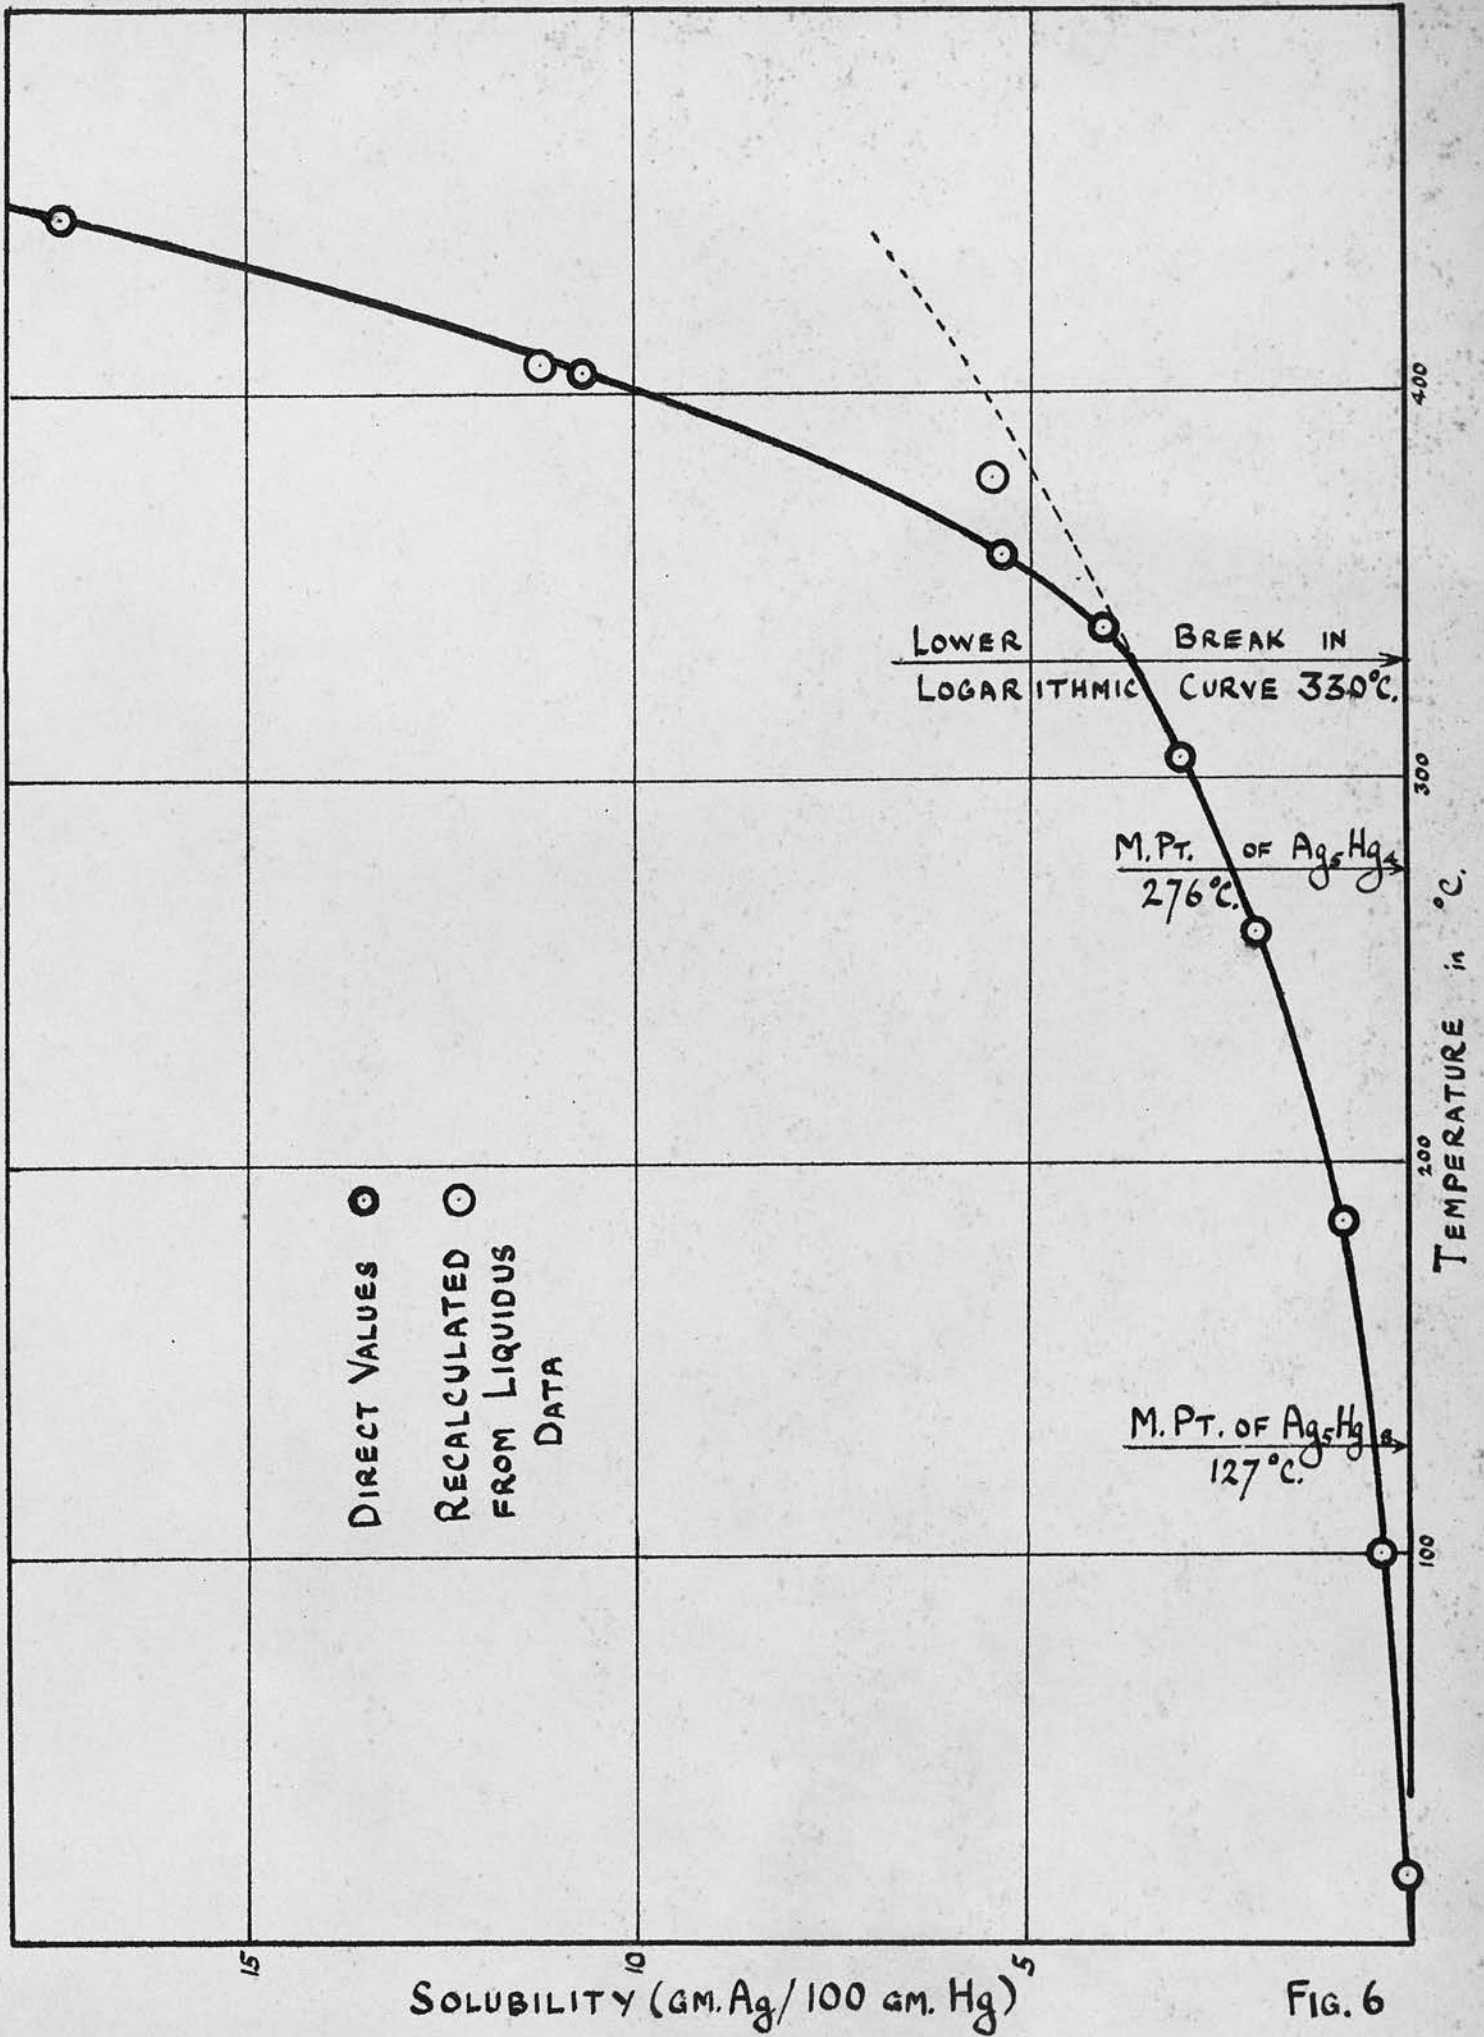 400
LOWER BREAK IN
LOGARITHMIC CURVE 330°C.
300
M.PT. OF Ag5Hg4
276°C.
TEMPERATURE in °C.
200
DIRECT VALUES
RECALCULATED
FROM LIQUIDUS
DATA
M.PT. OF Ag5Hg8
127°C.
100
15
10
5
SOLUBILITY (GM.Ag/100 GM. Hg)
FIG. 6